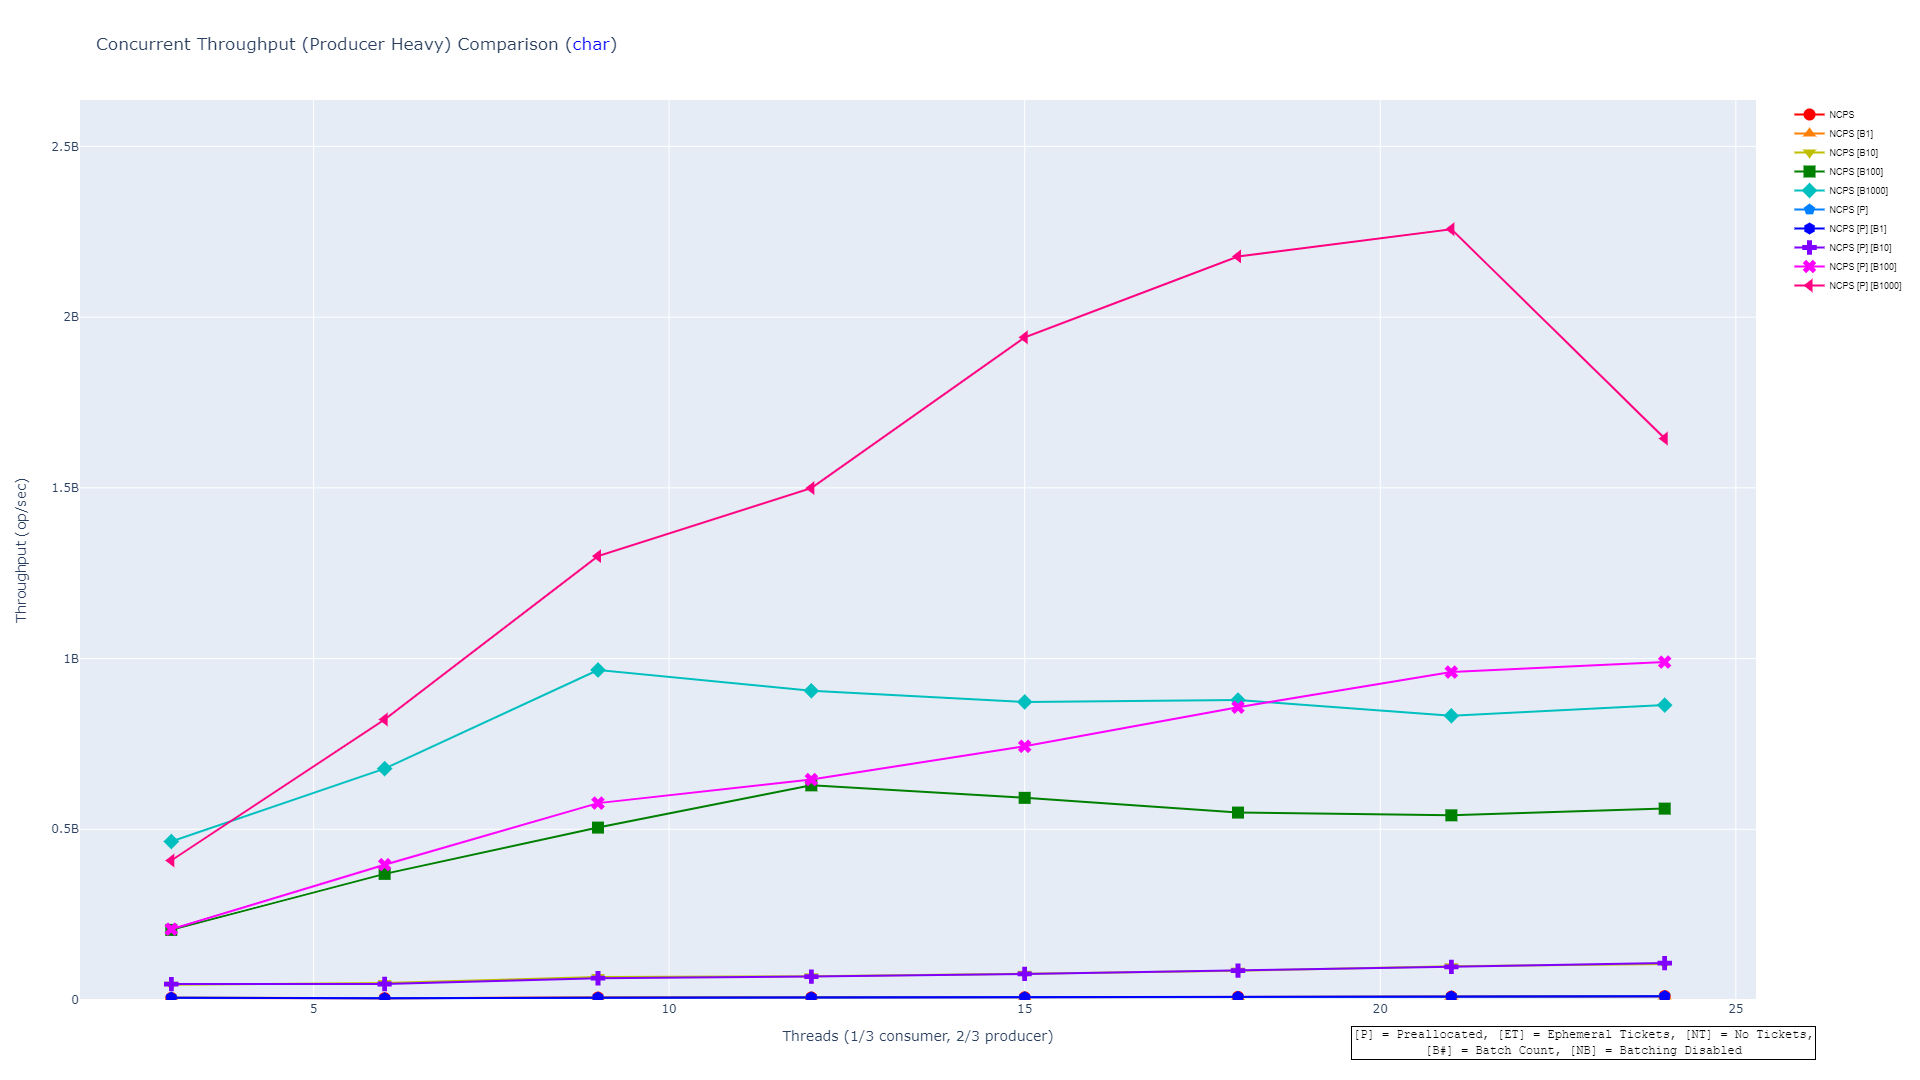 Concurrent Throughput (Producer Heavy) Comparison (char)
NCPS
NCPS [B1]
NCPS [B10]
NCPS [B100]
NCPS [B1000]
NCPS [P]
NCPS [P] [B1]
NCPS [P] [B10]
NCPS [P] [B100]
NCPS [P] [B1000]
Throughput (op/sec)
2.5B
2B
1.5B
1B
0.5B
0
5
10
15
20
25
Threads (1/3 consumer, 2/3 producer)
[P] = Preallocated, [ET] = Ephemeral Tickets, [NT] = No Tickets,
[B#] = Batch Count, [NB] = Batching Disabled